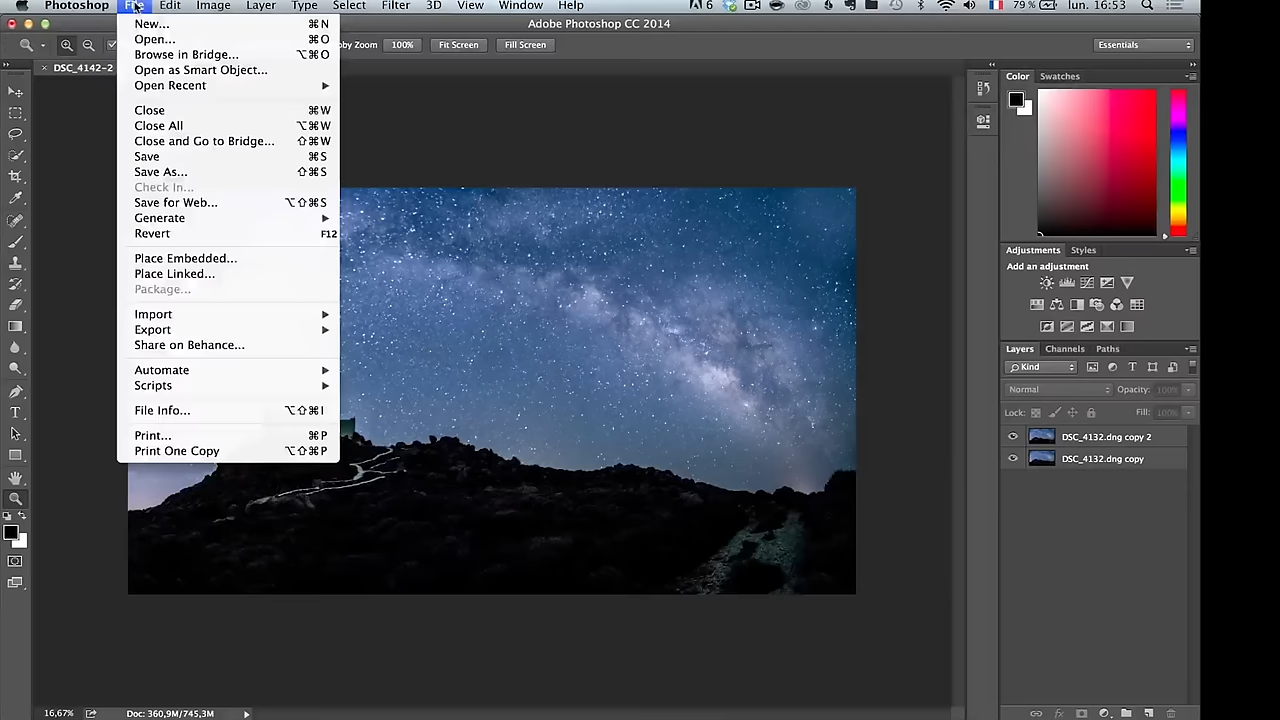 Photoshop File Edit Image Layer Type Select Filter 3D View Window Help 6 79 % lun. 16:53
Adobe Photoshop CC 2014
by Zoom 100% Fit Screen Fill Screen Essentials
DSC_4142-2
New... ⌘N
Open... ⌘O
Browse in Bridge... ⌥⌘O
Open as Smart Object...
Open Recent
Close ⌘W
Close All ⌥⌘W
Close and Go to Bridge... ⇧⌘W
Save ⌘S
Save As... ⇧⌘S
Check In...
Save for Web... ⌥⇧⌘S
Generate
Revert F12
Place Embedded...
Place Linked...
Package...
Import
Export
Share on Behance...
Automate
Scripts
File Info... ⌥⇧⌘I
Print... ⌘P
Print One Copy ⌥⇧⌘P
Color Swatches
Adjustments Styles
Add an adjustment
Layers Channels Paths
Kind
Normal Opacity: 100%
Lock: Fill: 100%
DSC_4132.dng copy 2
DSC_4132.dng copy
16,67% Doc: 360,9M/745,3M